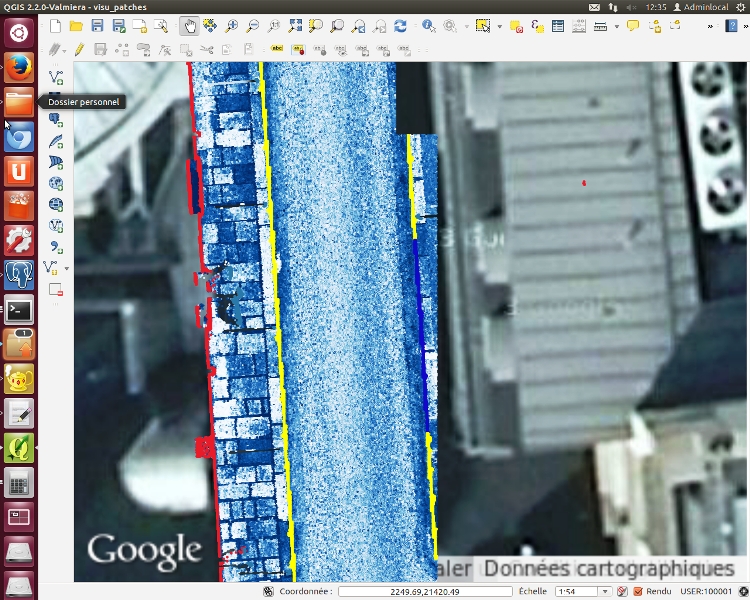 QGIS 2.2.0-Valmiera - visu_patches
12:35
Adminlocal
Dossier personnel
Google
aler
Données cartographiques
Coordonnée :
2249.69,21420.49
Échelle
1:54
Rendu
USER:100001